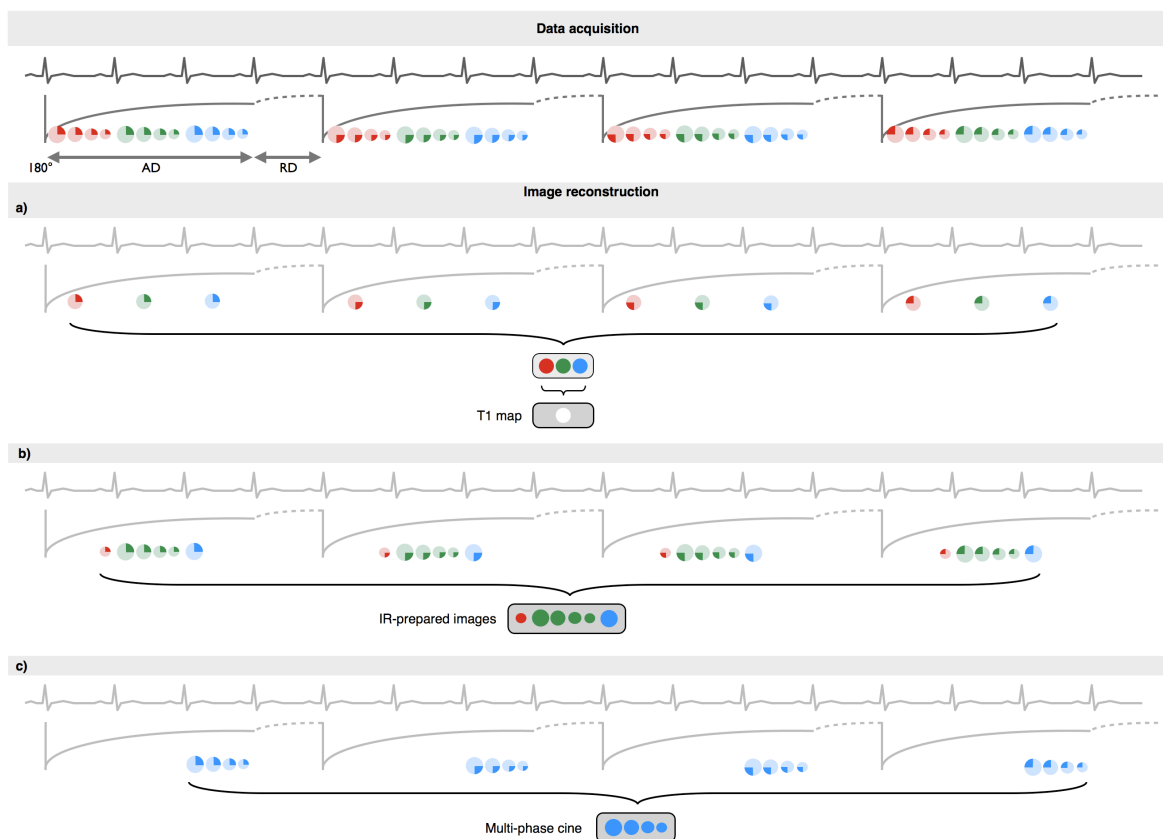 Data acquisition
180°
AD
RD
Image reconstruction
a)
T1 map
b)
IR-prepared images
c)
Multi-phase cine